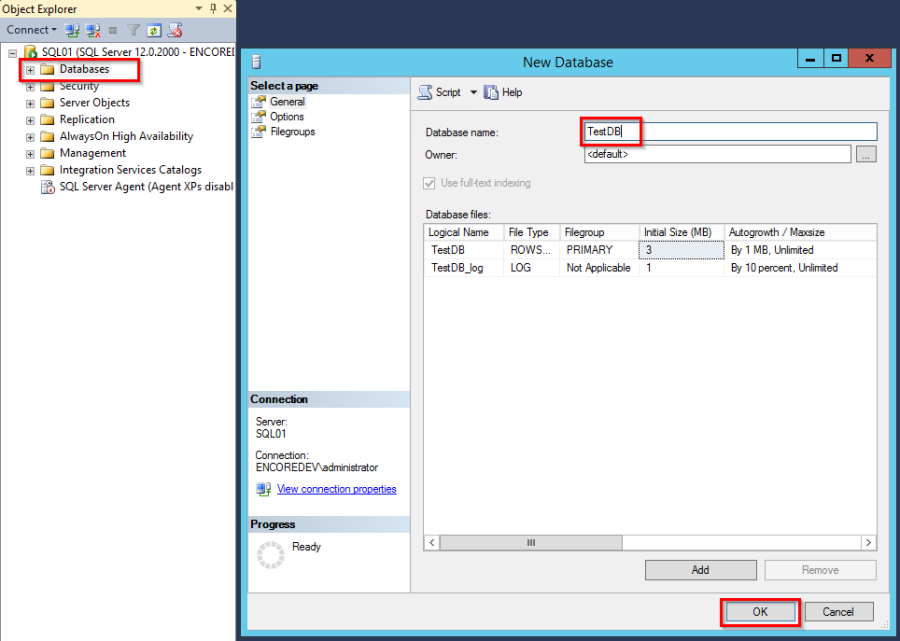 Object Explorer
Connect
SQL01 (SQL Server 12.0.2000 - ENCOREDEV
Databases
Security
Server Objects
Replication
AlwaysOn High Availability
Management
Integration Services Catalogs
SQL Server Agent (Agent XPs disabl
New Database
Select a page
General
Options
Filegroups
Script
Help
Database name:
TestDB
Owner:
<default>
...
Use full-text indexing
Database files:
Logical Name File Type Filegroup Initial Size (MB) Autogrowth / Maxsize
TestDB ROWS... PRIMARY 3 By 1 MB, Unlimited
TestDB_log LOG Not Applicable 1 By 10 percent, Unlimited
Connection
Server:
SQL01
Connection:
ENCOREDEV\administrator
View connection properties
Progress
Ready
Add
Remove
OK
Cancel